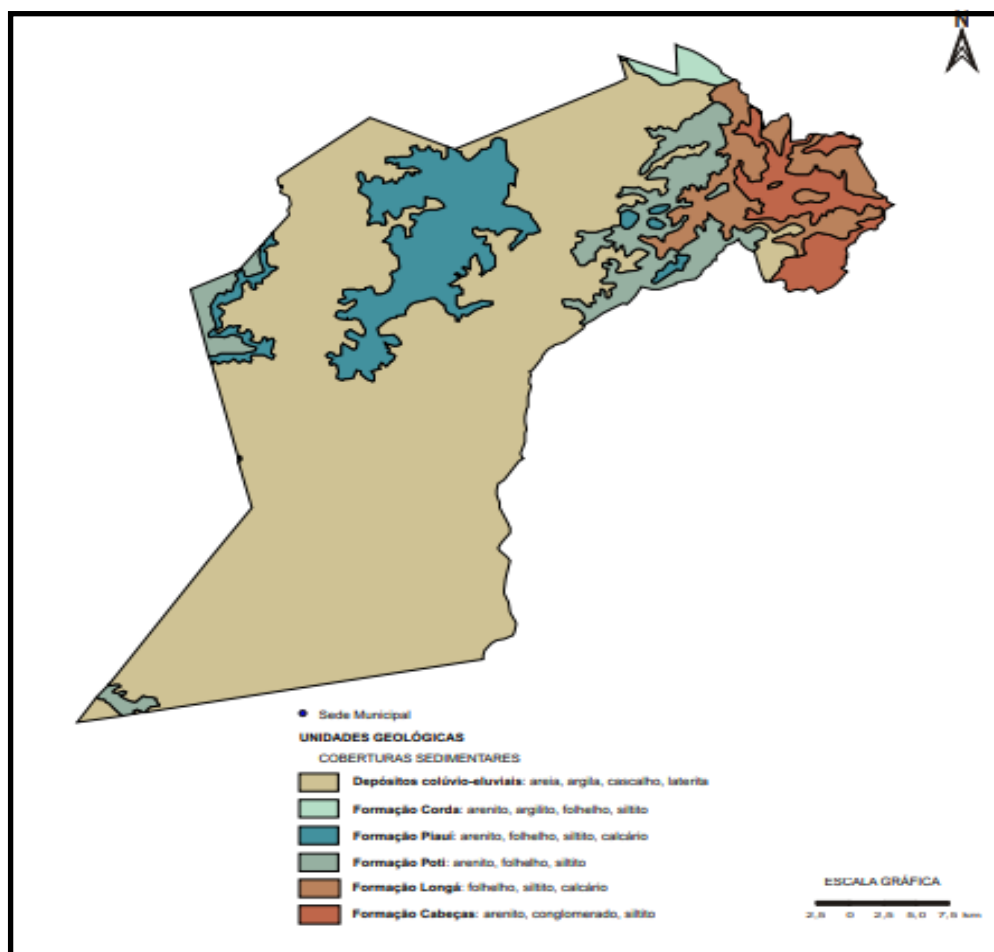 N
Sede Municipal
UNIDADES GEOLÓGICAS
COBERTURAS SEDIMENTARES
Depósitos colúvio-eluviais: areia, argila, cascalho, laterita
Formação Corda: arenito, argilito, folhelho, siltito
Formação Piauí: arenito, folhelho, siltito, calcário
Formação Poti: arenito, folhelho, siltito
Formação Longá: folhelho, siltito, calcário
Formação Cabeças: arenito, conglomerado, siltito
ESCALA GRÁFICA
2,5 0 2,5 5,0 7,5 km